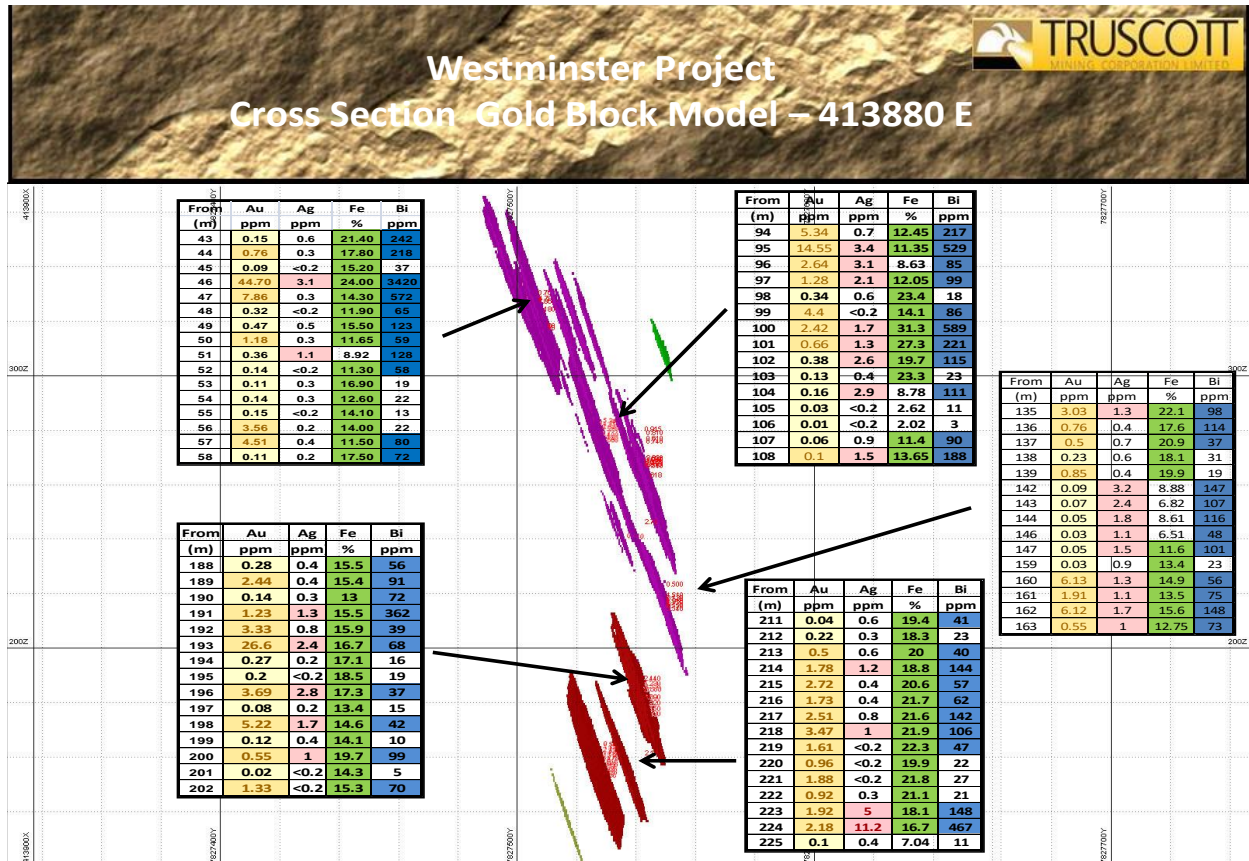 TRUSCOTT
MINING CORPORATION LIMITED
Westminster Project
Cross Section Gold Block Model – 413880 E
413900X
7827400Y
7827500Y
7827700Y
From Au Ag Fe Bi
(m) ppm ppm % ppm
43 0.15 0.6 21.40 242
44 0.76 0.3 17.80 218
45 0.09 <0.2 15.20 37
46 44.70 3.1 24.00 3420
47 7.86 0.3 14.30 572
48 0.32 <0.2 11.90 65
49 0.47 0.5 15.50 123
50 1.18 0.3 11.65 59
51 0.36 1.1 8.92 128
52 0.14 <0.2 11.30 58
53 0.11 0.3 16.90 19
54 0.14 0.3 12.60 22
55 0.15 <0.2 14.10 13
56 3.56 0.2 14.00 22
57 4.51 0.4 11.50 80
58 0.11 0.2 17.50 72
From Au Ag Fe Bi
(m) ppm ppm % ppm
94 5.34 0.7 12.45 217
95 14.55 3.4 11.35 529
96 2.64 3.1 8.63 85
97 1.28 2.1 12.05 99
98 0.34 0.6 23.4 18
99 4.4 <0.2 14.1 86
100 2.42 1.7 31.3 589
101 0.66 1.3 27.3 221
102 0.38 2.6 19.7 115
103 0.13 0.4 23.3 23
104 0.16 2.9 8.78 111
105 0.03 <0.2 2.62 11
106 0.01 <0.2 2.02 3
107 0.06 0.9 11.4 90
108 0.1 1.5 13.65 188
300Z
300Z
From Au Ag Fe Bi
(m) ppm ppm % ppm
135 3.03 1.3 22.1 98
136 0.76 0.4 17.6 114
137 0.5 0.7 20.9 37
138 0.23 0.6 18.1 31
139 0.85 0.4 19.9 19
142 0.09 3.2 8.88 147
143 0.07 2.4 6.82 107
144 0.05 1.8 8.61 116
146 0.03 1.1 6.51 48
147 0.05 1.5 11.6 101
159 0.03 0.9 13.4 23
160 6.13 1.3 14.9 56
161 1.91 1.1 13.5 75
162 6.12 1.7 15.6 148
163 0.55 1 12.75 73
From Au Ag Fe Bi
(m) ppm ppm % ppm
188 0.28 0.4 15.5 56
189 2.44 0.4 15.4 91
190 0.14 0.3 13 72
191 1.23 1.3 15.5 362
192 3.33 0.8 15.9 39
193 26.6 2.4 16.7 68
194 0.27 0.2 17.1 16
195 0.2 <0.2 18.5 19
196 3.69 2.8 17.3 37
197 0.08 0.2 13.4 15
198 5.22 1.7 14.6 42
199 0.12 0.4 14.1 10
200 0.55 1 19.7 99
201 0.02 <0.2 14.3 5
202 1.33 <0.2 15.3 70
From Au Ag Fe Bi
(m) ppm ppm % ppm
211 0.04 0.6 19.4 41
212 0.22 0.3 18.3 23
213 0.5 0.6 20 40
214 1.78 1.2 18.8 144
215 2.72 0.4 20.6 57
216 1.73 0.4 21.7 62
217 2.51 0.8 21.6 142
218 3.47 1 21.9 106
219 1.61 <0.2 22.3 47
220 0.96 <0.2 19.9 22
221 1.88 <0.2 21.8 27
222 0.92 0.3 21.1 21
223 1.92 5 18.1 148
224 2.18 11.2 16.7 467
225 0.1 0.4 7.04 11
0.500
200Z
200Z
413900X
7827400Y
7827500Y
7827700Y